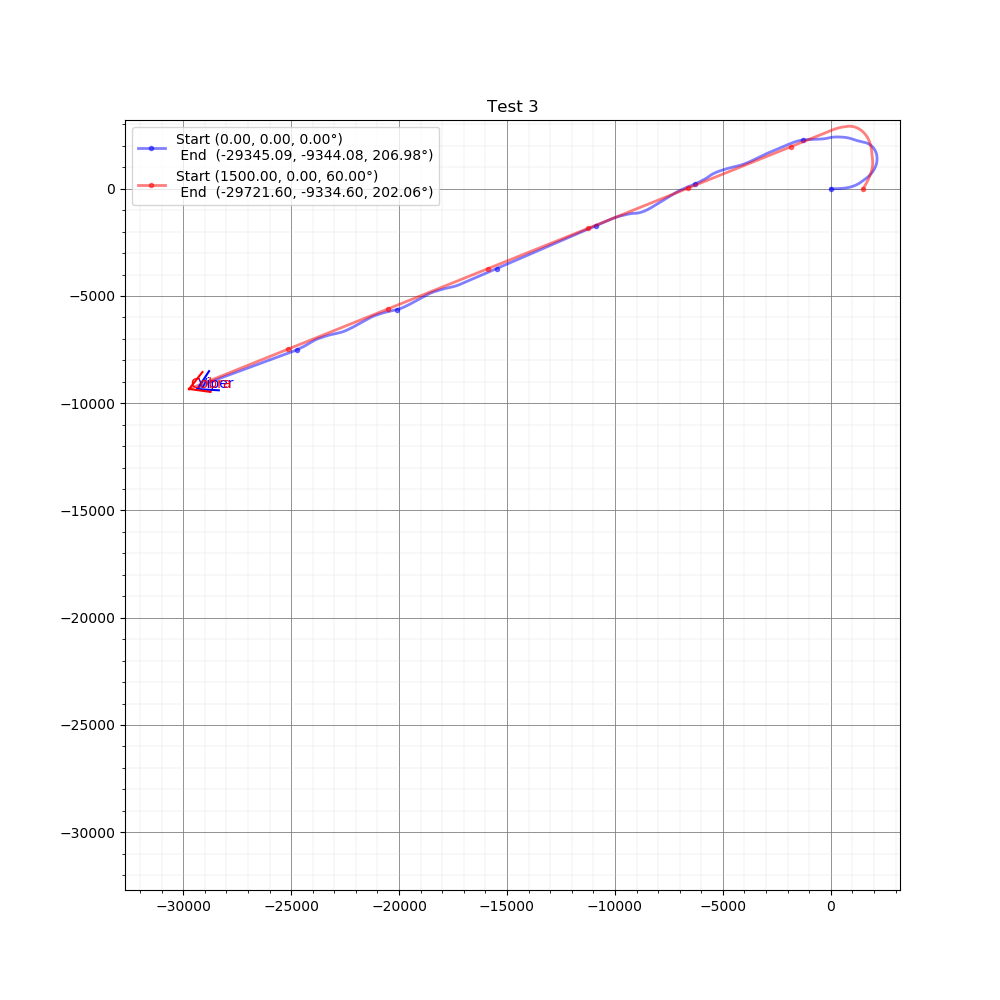 Test 3
Start (0.00, 0.00, 0.00°)
End (-29345.09, -9344.08, 206.98°)
Start (1500.00, 0.00, 60.00°)
End (-29721.60, -9334.60, 202.06°)
0
−5000
−10000
−15000
−20000
−25000
−30000
−30000 −25000 −20000 −15000 −10000 −5000 0